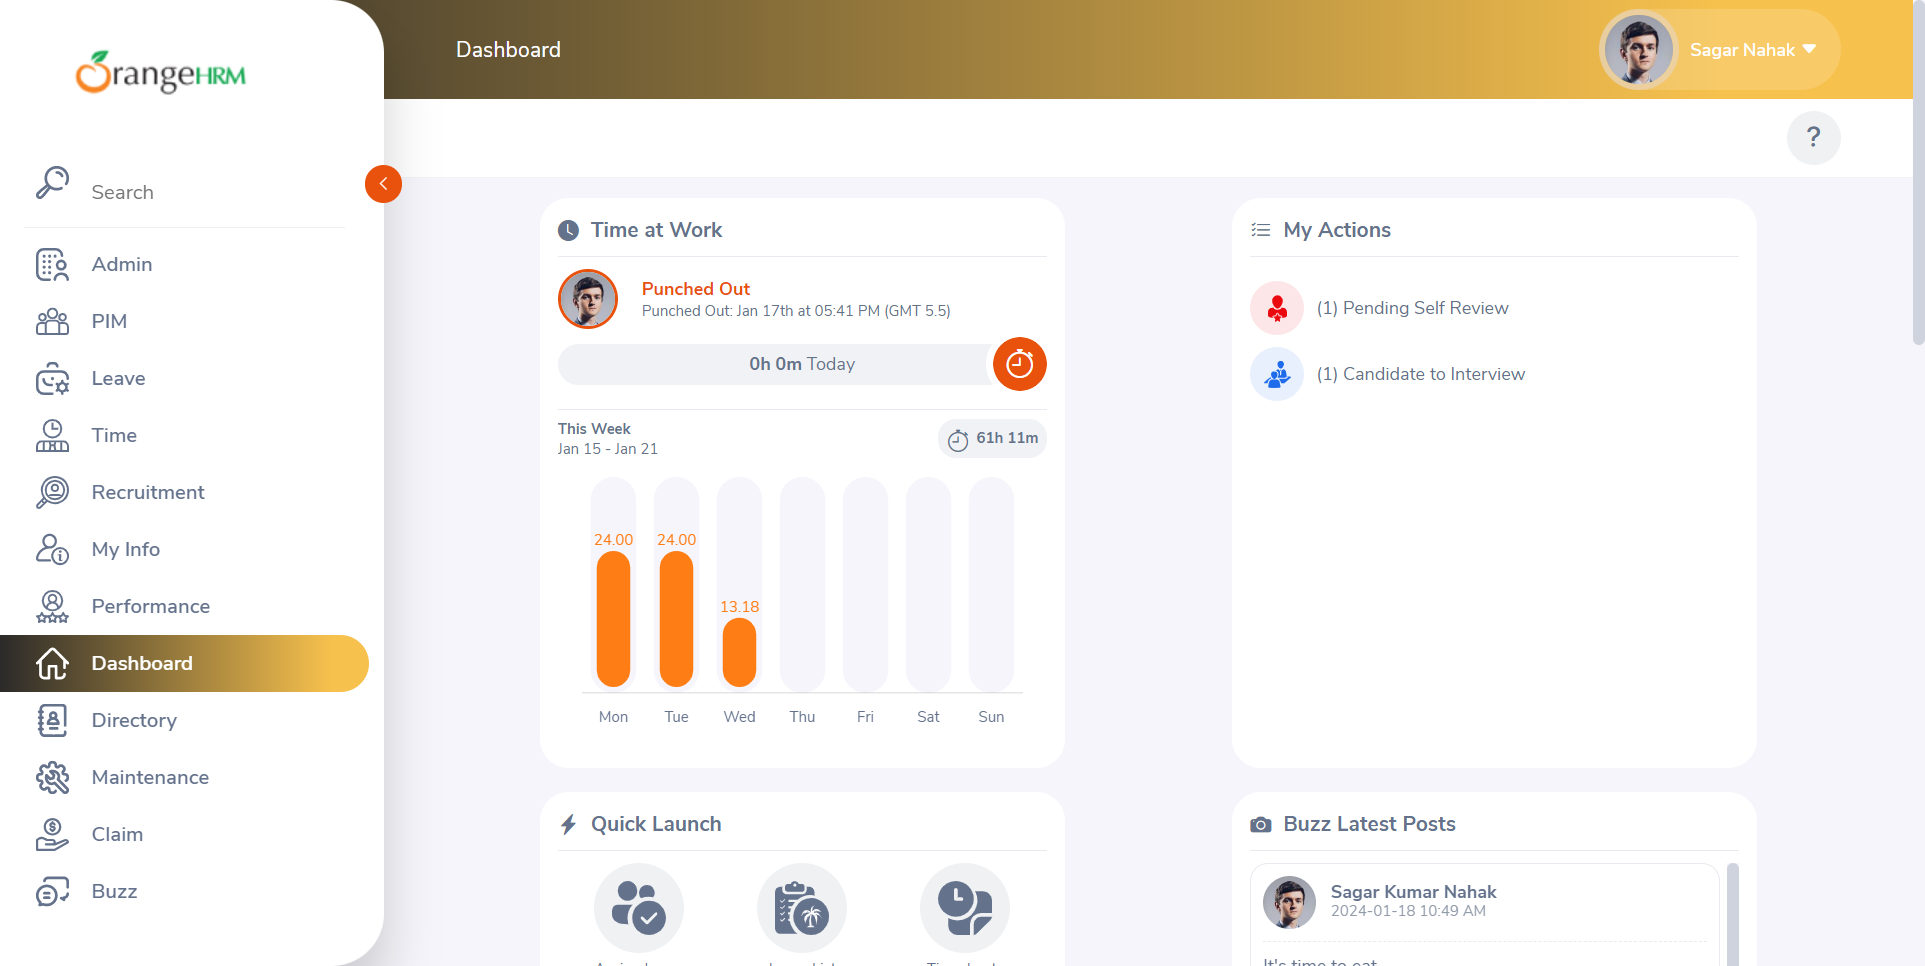 OrangeHRM
Dashboard
Sagar Nahak
?
Search
Admin
PIM
Leave
Time
Recruitment
My Info
Performance
Dashboard
Directory
Maintenance
Claim
Buzz
Time at Work
Punched Out
Punched Out: Jan 17th at 05:41 PM (GMT 5.5)
0h 0m Today
This Week
Jan 15 - Jan 21
61h 11m
24.00
24.00
13.18
Mon
Tue
Wed
Thu
Fri
Sat
Sun
My Actions
(1) Pending Self Review
(1) Candidate to Interview
Quick Launch
Buzz Latest Posts
Sagar Kumar Nahak
2024-01-18 10:49 AM
It's time to eat